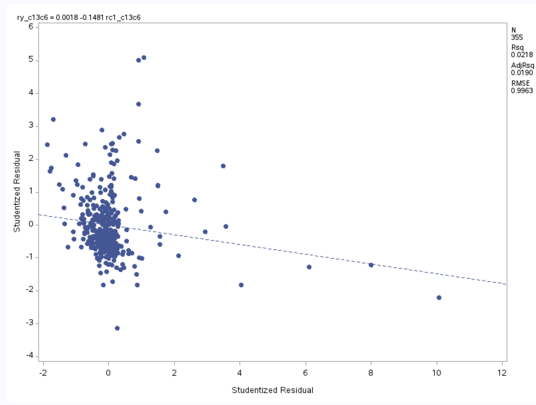 ry_c13c6 = 0.0018 -0.1481 rc1_c13c6
N
355
Rsq
0.0218
AdjRsq
0.0190
RMSE
0.9963
6
5
4
3
2
1
0
-1
-2
-3
-4
Studentized Residual
-2 0 2 4 6 8 10 12
Studentized Residual